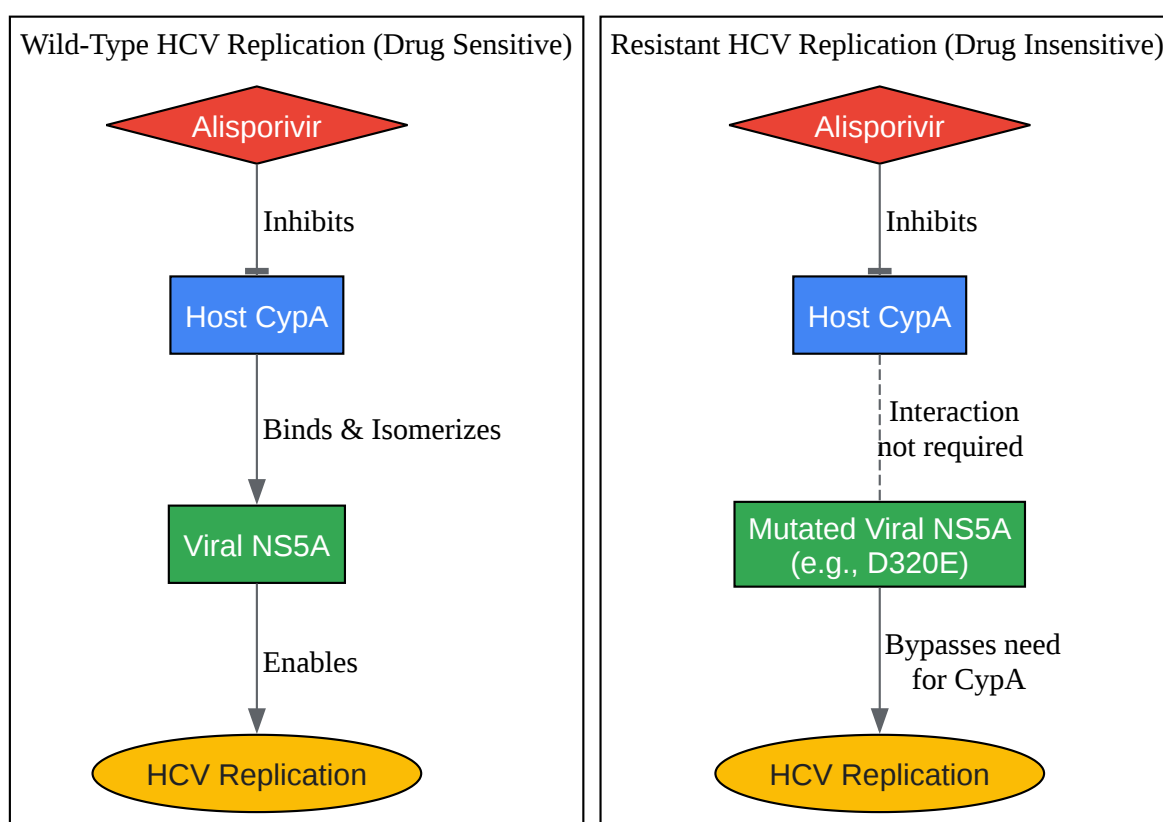 Wild-Type HCV Replication (Drug Sensitive)
Alisporivir
Inhibits
Host CypA
Binds & Isomerizes
Viral NS5A
Enables
HCV Replication
Resistant HCV Replication (Drug Insensitive)
Alisporivir
Inhibits
Host CypA
Interaction
not required
Mutated Viral NS5A
(e.g., D320E)
Bypasses need
for CypA
HCV Replication